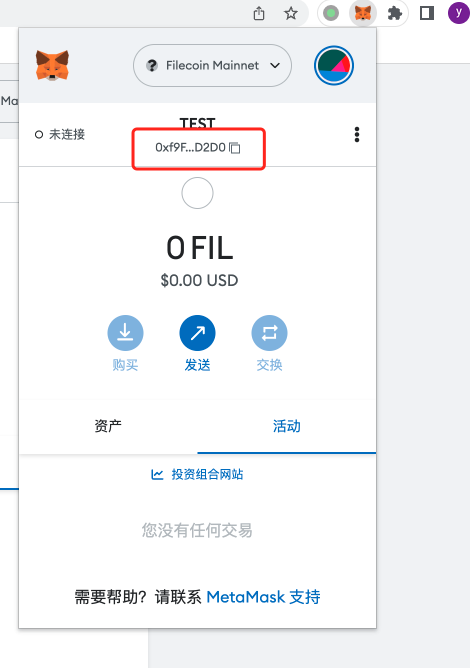 y
Filecoin Mainnet
Ma
TEST
未连接
0xf9F...D2D0
0 FIL
$0.00 USD
购买
发送
交换
资产
活动
投资组合网站
您没有任何交易
需要帮助？请联系 MetaMask 支持